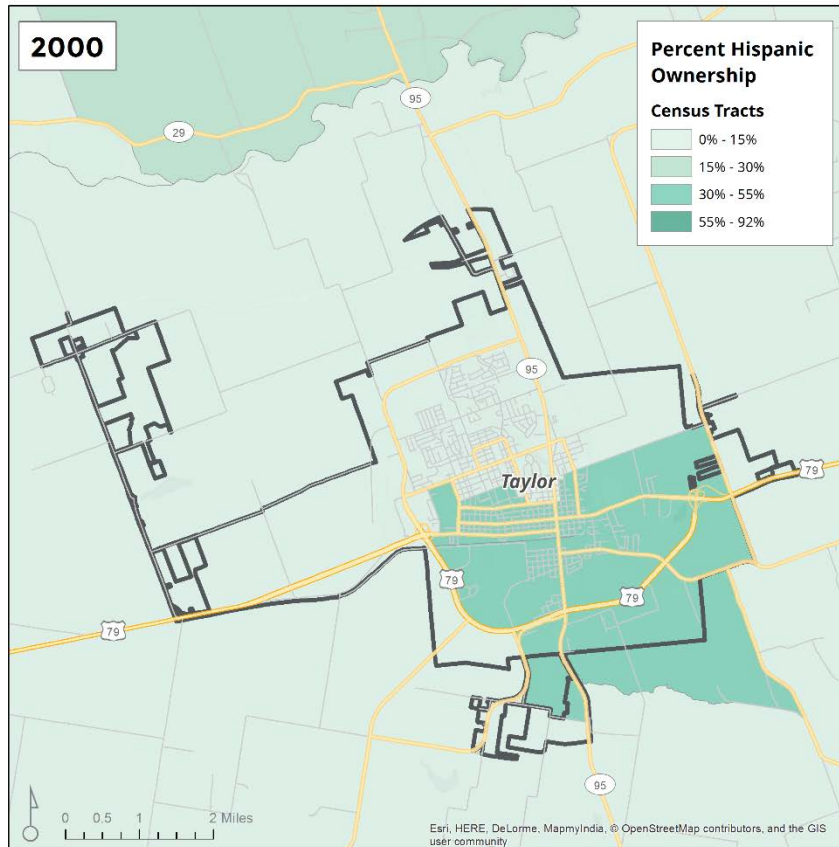 2000
Percent Hispanic
Ownership
Census Tracts
0% - 15%
15% - 30%
30% - 55%
55% - 92%
95
29
95
Taylor
79
79
79
79
95
0 0.5 1 2 Miles
Esri, HERE, DeLorme, MapmyIndia, © OpenStreetMap contributors, and the GIS
user community